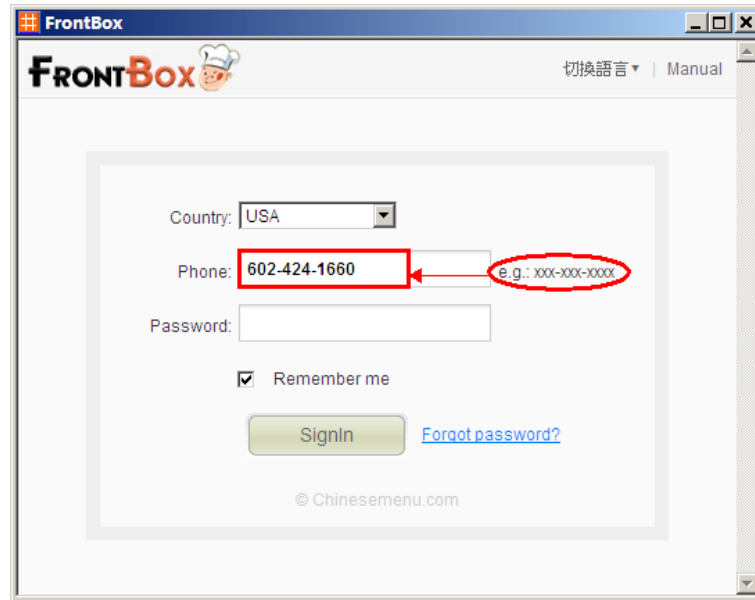 FrontBox
FRONTBOX
切換語言▼ | Manual
Country: USA
Phone: 602-424-1660 e.g.: xxx-xxx-xxxx
Password:
Remember me
SignIn Forgot password?
© Chinesemenu.com